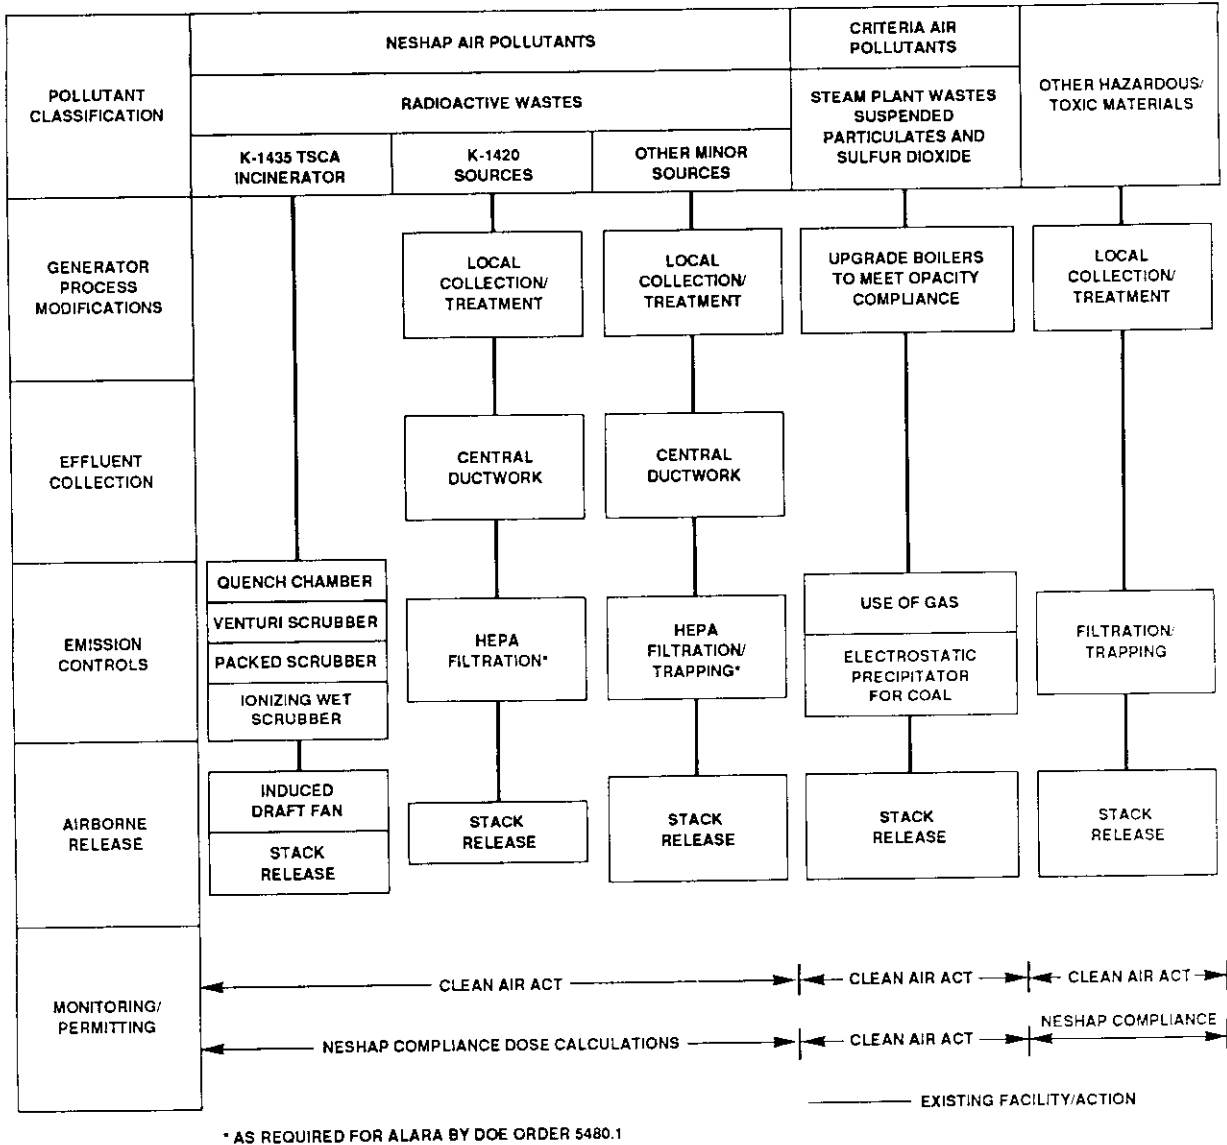 POLLUTANT
CLASSIFICATION
NESHAP AIR POLLUTANTS
CRITERIA AIR
POLLUTANTS
OTHER HAZARDOUS/
TOXIC MATERIALS
RADIOACTIVE WASTES
STEAM PLANT WASTES
SUSPENDED
PARTICULATES AND
SULFUR DIOXIDE
K-1435 TSCA
INCINERATOR
K-1420
SOURCES
OTHER MINOR
SOURCES
GENERATOR
PROCESS
MODIFICATIONS
LOCAL
COLLECTION/
TREATMENT
LOCAL
COLLECTION/
TREATMENT
UPGRADE BOILERS
TO MEET OPACITY
COMPLIANCE
LOCAL
COLLECTION/
TREATMENT
EFFLUENT
COLLECTION
CENTRAL
DUCTWORK
CENTRAL
DUCTWORK
EMISSION
CONTROLS
QUENCH CHAMBER
VENTURI SCRUBBER
PACKED SCRUBBER
IONIZING WET
SCRUBBER
HEPA
FILTRATION*
HEPA
FILTRATION/
TRAPPING*
USE OF GAS
ELECTROSTATIC
PRECIPITATOR
FOR COAL
FILTRATION/
TRAPPING
AIRBORNE
RELEASE
INDUCED
DRAFT FAN
STACK
RELEASE
STACK
RELEASE
STACK
RELEASE
STACK
RELEASE
STACK
RELEASE
MONITORING/
PERMITTING
CLEAN AIR ACT
CLEAN AIR ACT
CLEAN AIR ACT
NESHAP COMPLIANCE DOSE CALCULATIONS
CLEAN AIR ACT
NESHAP COMPLIANCE
EXISTING FACILITY/ACTION
* AS REQUIRED FOR ALARA BY DOE ORDER 5480.1